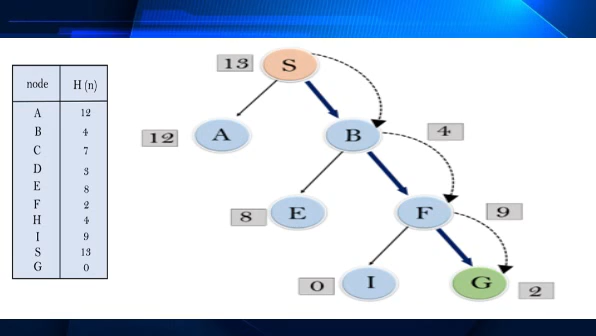 node H (n)
A 12
B 4
C 7
D 3
E 8
F 2
H 4
I 9
S 13
G 0
13 S
12 A B 4
8 E F 9
0 I G 2